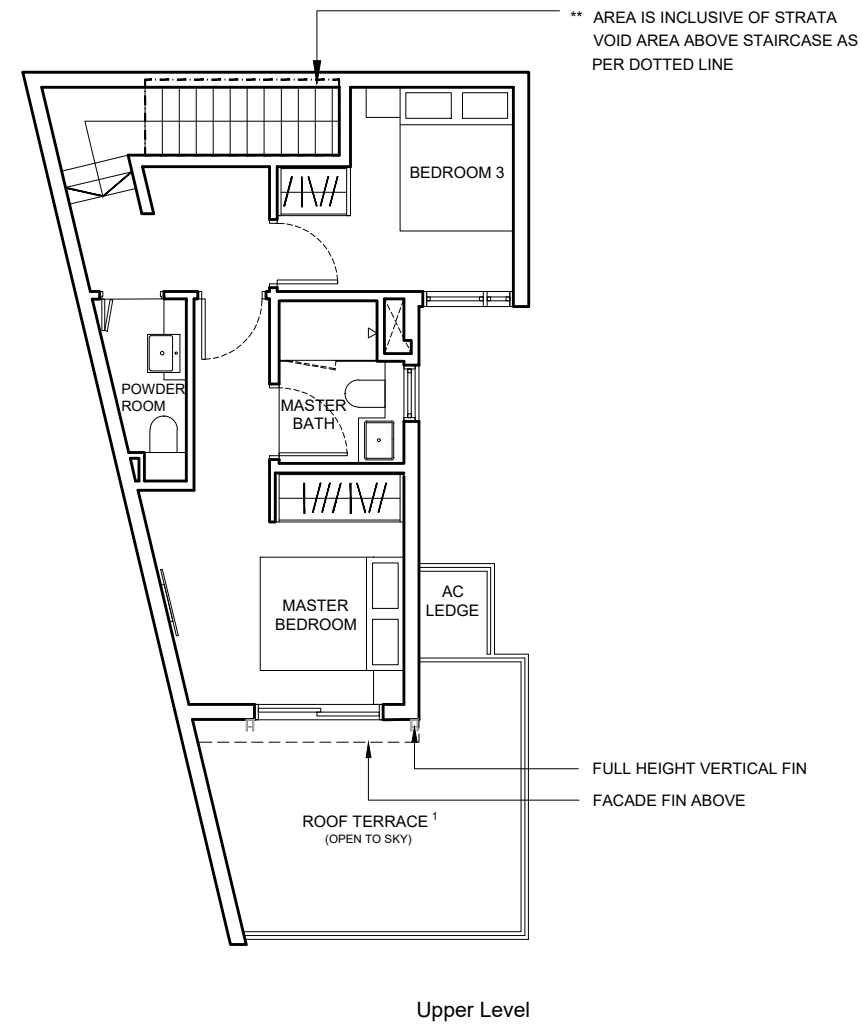 ** AREA IS INCLUSIVE OF STRATA
VOID AREA ABOVE STAIRCASE AS
PER DOTTED LINE
BEDROOM 3
POWDER
ROOM
MASTER
BATH
MASTER
BEDROOM
AC
LEDGE
FULL HEIGHT VERTICAL FIN
FACADE FIN ABOVE
ROOF TERRACE 1
(OPEN TO SKY)
Upper Level